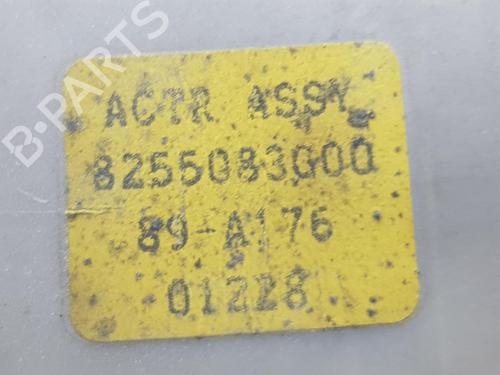 B-PARTS
ACTR ASSY
8255083G00
89-A176
01228